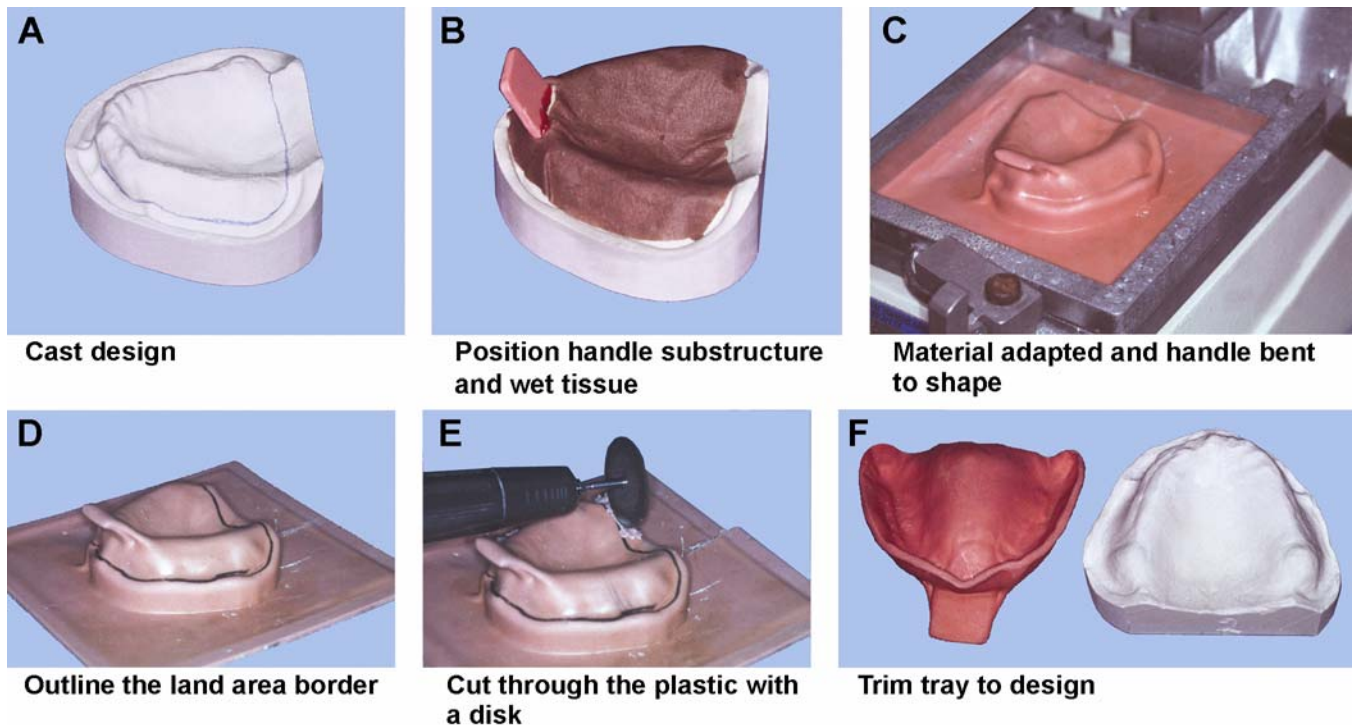 A
Cast design
B
Position handle substructure
and wet tissue
C
Material adapted and handle bent
to shape
D
Outline the land area border
E
Cut through the plastic with
a disk
F
Trim tray to design